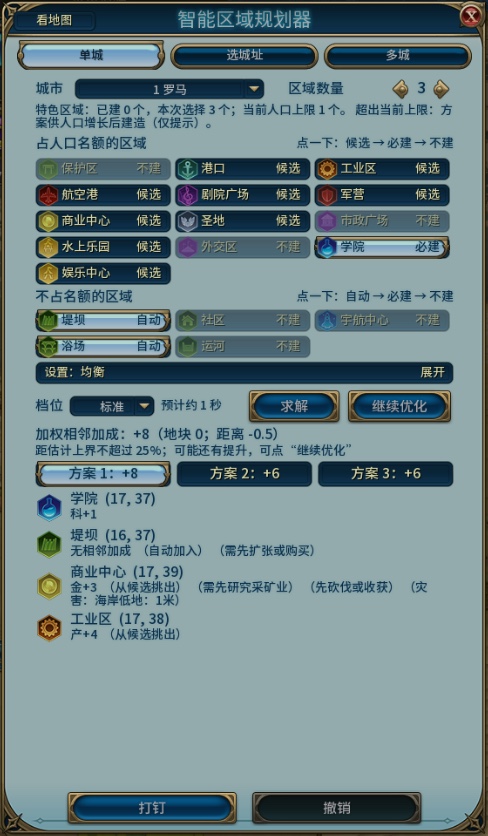 看地图
智能区域规划器
单城 选城址 多城
城市 1 罗马 区域数量 3
特色区域：已建 0 个，本次选择 3 个；当前人口上限 1 个。 超出当前上限：方
案供人口增长后建造（仅提示）。
占人口名额的区域 点一下：候选 → 必建 → 不建
保护区 不建 港口 候选 工业区 候选
航空港 候选 剧院广场 候选 军营 候选
商业中心 候选 圣地 候选 市政广场 不建
水上乐园 候选 外交区 不建 学院 必建
娱乐中心 候选
不占名额的区域 点一下：自动 → 必建 → 不建
堤坝 自动 社区 不建 宇航中心 不建
浴场 自动 运河 不建
设置：均衡 展开
档位 标准 预计约 1 秒 求解 继续优化
加权相邻加成：+8（地块 0；距离 -0.5）
距估计上界不超过 25%；可能还有提升，可点“继续优化”
方案 1：+8 方案 2：+6 方案 3：+6
学院 (17, 37)
科+1
堤坝 (16, 37)
无相邻加成 （自动加入） （需先扩张或购买）
商业中心 (17, 39)
金+3 （从候选挑出） （需先研究采矿业） （先砍伐或收获） （灾
害：海岸低地：1米）
工业区 (17, 38)
产+4 （从候选挑出）
打钉 撤销